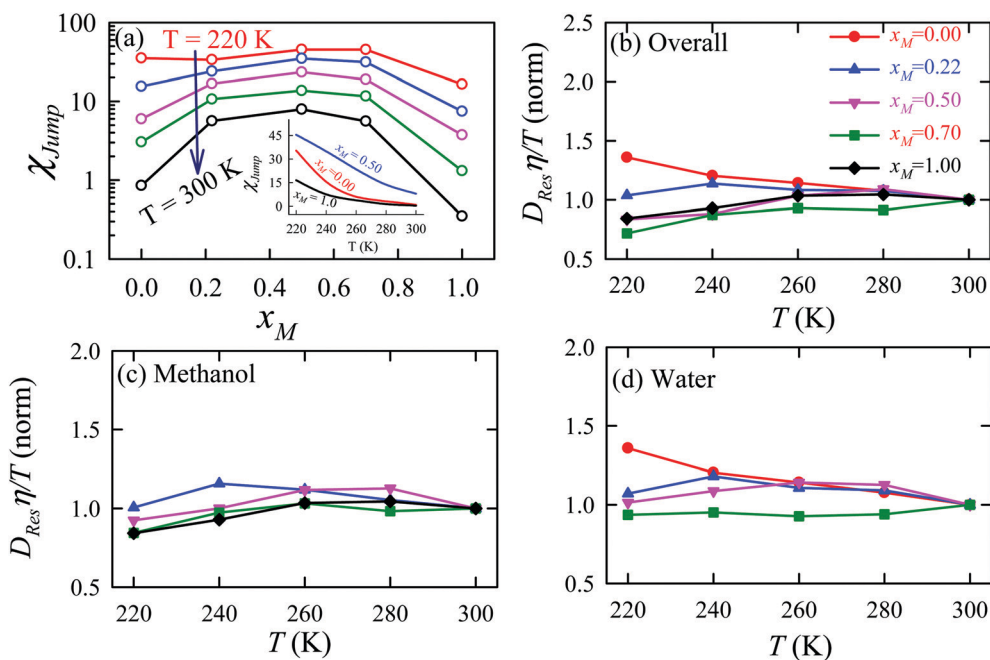 (a)
T = 220 K
T = 300 K
χJump
100
10
1
0.1
0.0 0.2 0.4 0.6 0.8 1.0
xM
χJump
45
30
15
0
xM=0.50
xM=0.00
xM=1.0
220 240 260 280 300
T (K)
(b) Overall
xM=0.00
xM=0.22
xM=0.50
xM=0.70
xM=1.00
DRes η/T (norm)
2.5
2.0
1.5
1.0
0.5
220 240 260 280 300
T (K)
(c) Methanol
DRes η/T (norm)
2.0
1.5
1.0
0.5
220 240 260 280 300
T (K)
(d) Water
DRes η/T (norm)
2.0
1.5
1.0
0.5
220 240 260 280 300
T (K)